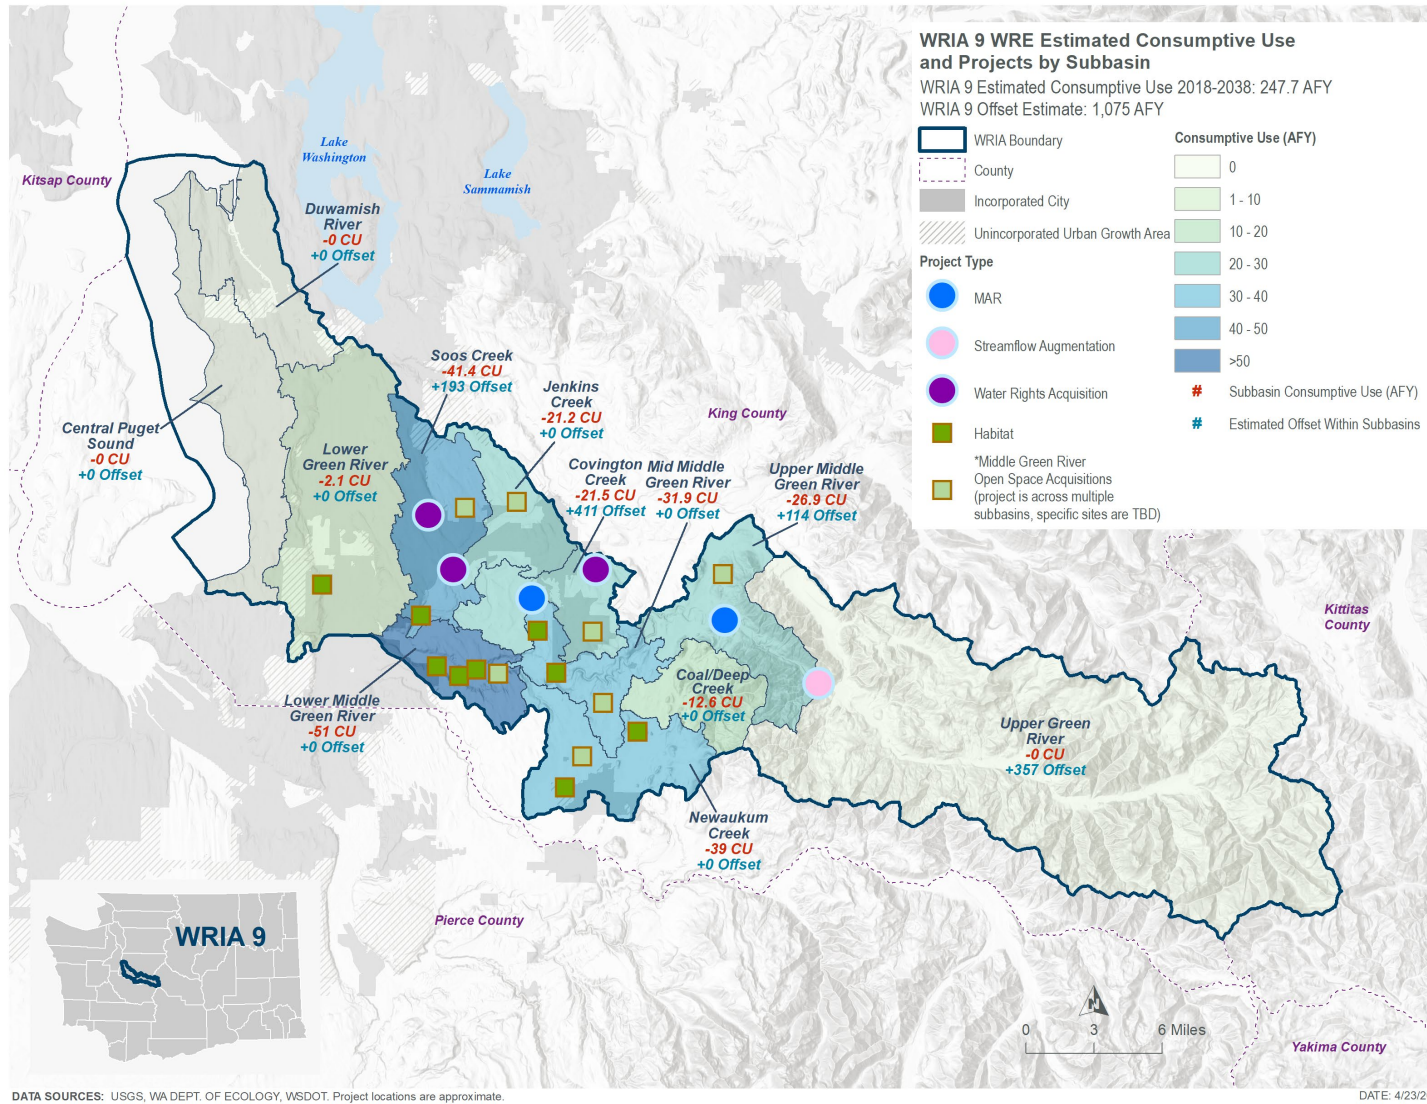 WRIA 9 WRE Estimated Consumptive Use
and Projects by Subbasin
WRIA 9 Estimated Consumptive Use 2018-2038: 247.7 AFY
WRIA 9 Offset Estimate: 1,075 AFY
WRIA Boundary
County
Incorporated City
Unincorporated Urban Growth Area
Project Type
MAR
Streamflow Augmentation
Water Rights Acquisition
Habitat
*Middle Green River
Open Space Acquisitions
(project is across multiple
subbasins, specific sites are TBD)
Consumptive Use (AFY)
0
1 - 10
10 - 20
20 - 30
30 - 40
40 - 50
>50
# Subbasin Consumptive Use (AFY)
# Estimated Offset Within Subbasins
Lake
Washington
Lake
Sammamish
Kitsap County
Duwamish
River
-0 CU
+0 Offset
Soos Creek
-41.4 CU
+193 Offset
Jenkins
Creek
-21.2 CU
+0 Offset
King County
Central Puget
Sound
-0 CU
+0 Offset
Lower
Green River
-2.1 CU
+0 Offset
Covington
Creek
-21.5 CU
+411 Offset
Mid Middle
Green River
-31.9 CU
+0 Offset
Upper Middle
Green River
-26.9 CU
+114 Offset
Kittitas
County
Lower Middle
Green River
-51 CU
+0 Offset
Coal/Deep
Creek
-12.6 CU
+0 Offset
Upper Green
River
-0 CU
+357 Offset
Newaukum
Creek
-39 CU
+0 Offset
Pierce County
WRIA 9
N
0 3 6 Miles
Yakima County
DATA SOURCES: USGS, WA DEPT. OF ECOLOGY, WSDOT. Project locations are approximate.
DATE: 4/23/2